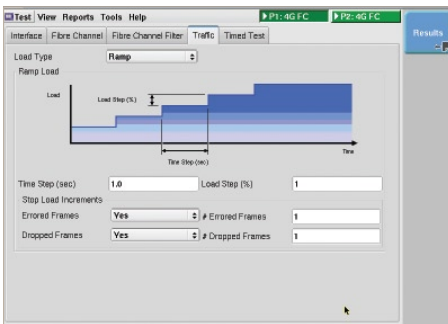 Test View Reports Tools Help P1: 4G FC P2: 4G FC
Results
Interface Fibre Channel Fibre Channel Filter Traffic Timed Test
Load Type Ramp
Ramp Load
Load
Load Step (%)
Time
Time Step (sec)
Time Step (sec) 1.0 Load Step (%) 1
Stop Load Increments
Errored Frames Yes # Errored Frames 1
Dropped Frames Yes # Dropped Frames 1